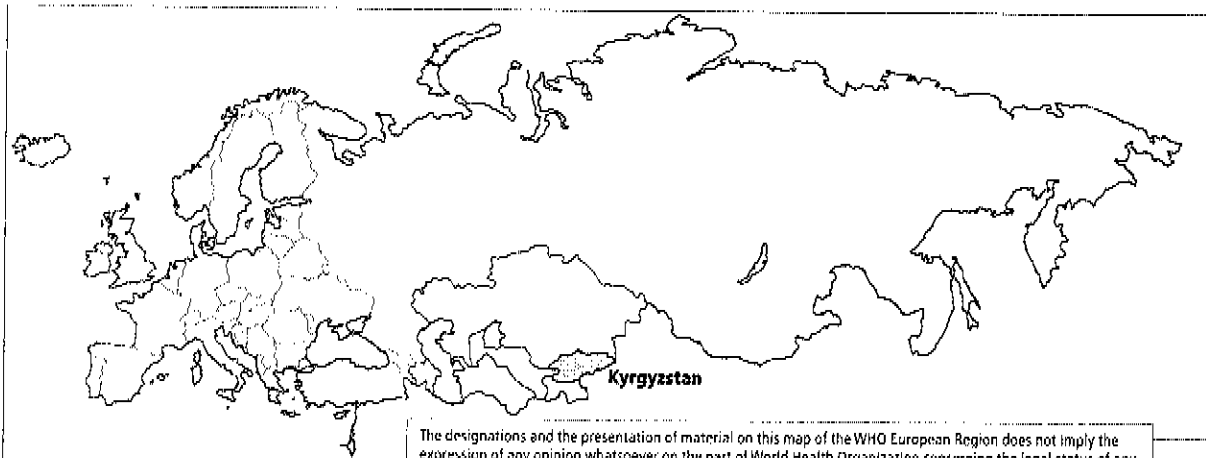 Kyrgyzstan
The designations and the presentation of material on this map of the WHO European Region does not imply the
expression of any opinion whatsoever on the part of World Health Organization concerning the legal status of any